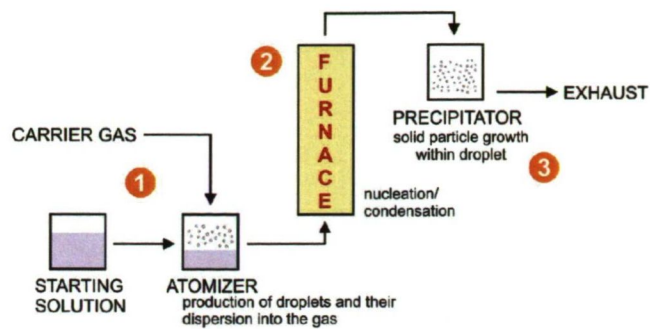 2
FURNACE
PRECIPITATOR
solid particle growth
within droplet
EXHAUST
3
CARRIER GAS
1
nucleation/
condensation
STARTING
SOLUTION
ATOMIZER
production of droplets and their
dispersion into the gas